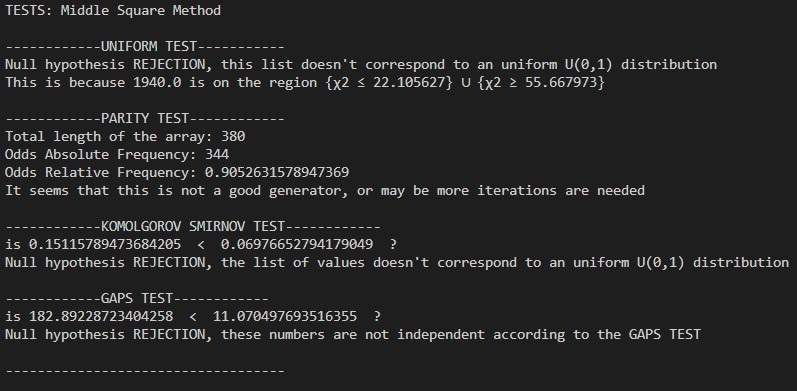 TESTS: Middle Square Method
------------UNIFORM TEST-----------
Null hypothesis REJECTION, this list doesn't correspond to an uniform U(0,1) distribution
This is because 1940.0 is on the region {χ2 ≤ 22.105627} ∪ {χ2 ≥ 55.667973}
------------PARITY TEST------------
Total length of the array: 380
Odds Absolute Frequency: 344
Odds Relative Frequency: 0.9052631578947369
It seems that this is not a good generator, or may be more iterations are needed
------------KOMOLGOROV SMIRNOV TEST------------
is 0.15115789473684205  <  0.06976652794179049  ?
Null hypothesis REJECTION, the list of values doesn't correspond to an uniform U(0,1) distribution
------------GAPS TEST------------
is 182.89228723404258  <  11.070497693516355  ?
Null hypothesis REJECTION, these numbers are not independent according to the GAPS TEST
-----------------------------------